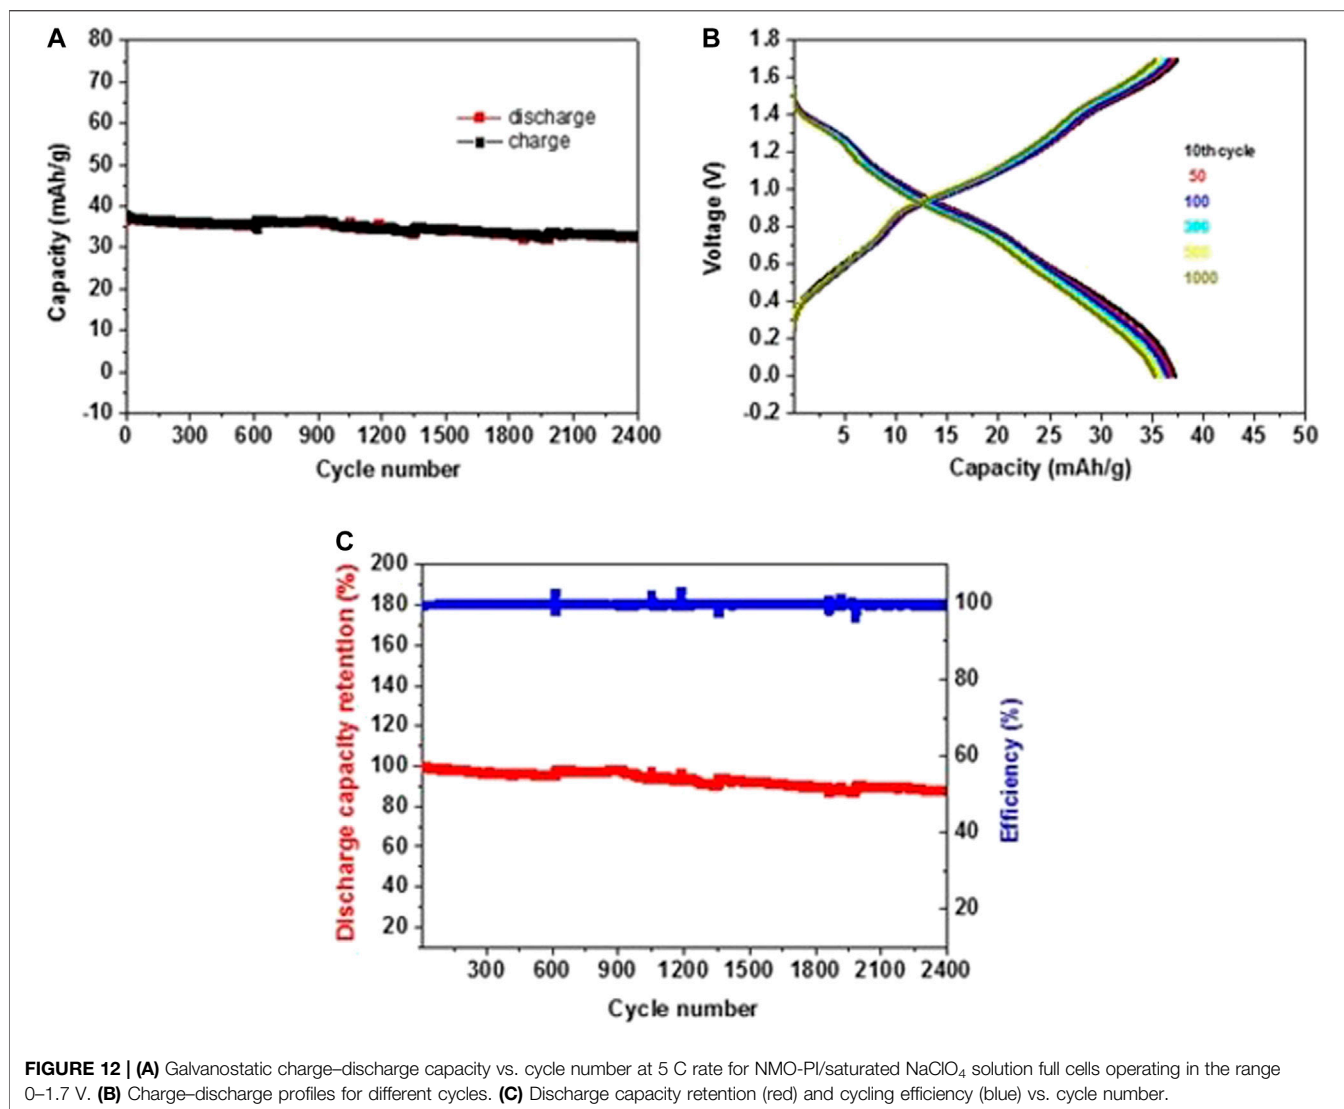 A
80
70
60
50
40
30
20
10
0
-10
Capacity (mAh/g)
discharge
charge
0 300 600 900 1200 1500 1800 2100 2400
Cycle number
B
1.8
1.6
1.4
1.2
1.0
0.8
0.6
0.4
0.2
0.0
-0.2
Voltage (V)
10th cycle
50
100
500
1000
5 10 15 20 25 30 35 40 45 50
Capacity (mAh/g)
C
200
180
160
140
120
100
80
60
40
20
Discharge capacity retention (%)
100
80
60
40
20
Efficiency (%)
300 600 900 1200 1500 1800 2100 2400
Cycle number
FIGURE 12 | (A) Galvanostatic charge–discharge capacity vs. cycle number at 5 C rate for NMO-PI/saturated NaClO₄ solution full cells operating in the range
0–1.7 V. (B) Charge–discharge profiles for different cycles. (C) Discharge capacity retention (red) and cycling efficiency (blue) vs. cycle number.